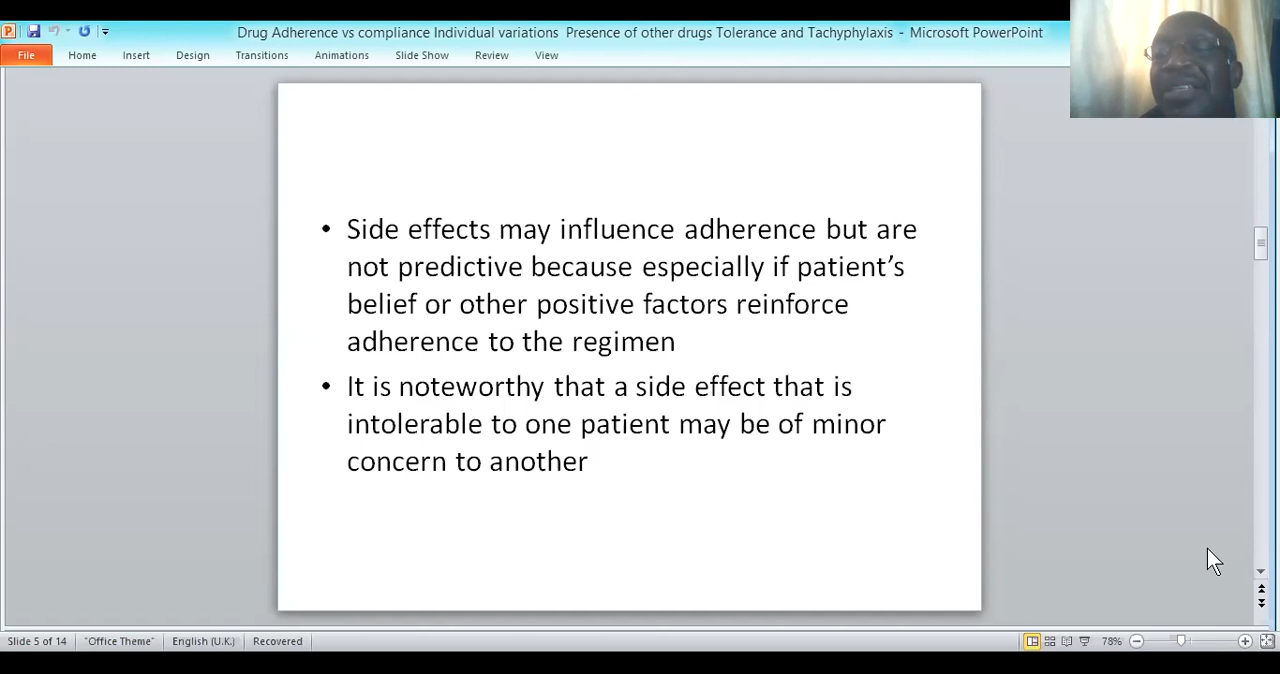 Drug Adherence vs compliance Individual variations Presence of other drugs Tolerance and Tachyphylaxis - Microsoft PowerPoint
File Home Insert Design Transitions Animations Slide Show Review View
• Side effects may influence adherence but are
not predictive because especially if patient's
belief or other positive factors reinforce
adherence to the regimen
• It is noteworthy that a side effect that is
intolerable to one patient may be of minor
concern to another
Slide 5 of 14 "Office Theme" English (U.K.) Recovered 78%